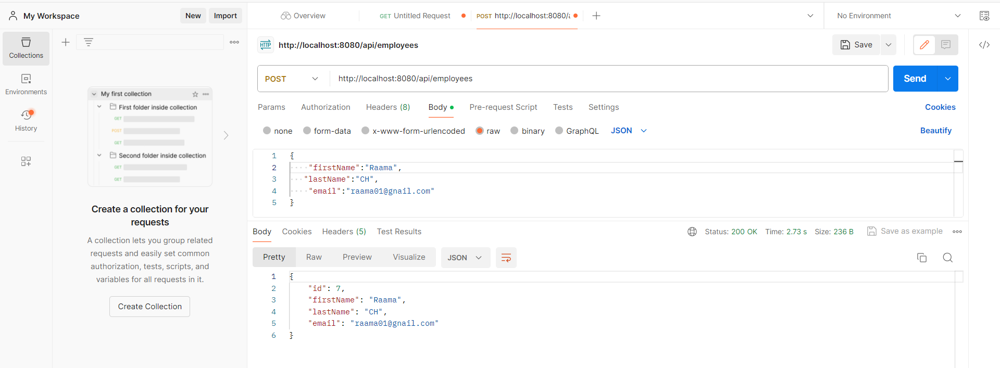 My Workspace
New
Import
Overview
GET Untitled Request
POST http://localhost:8080/a
No Environment
Collections
Environments
History
My first collection
First folder inside collection
GET
POST
GET
Second folder inside collection
GET
GET
Create a collection for your
requests
A collection lets you group related
requests and easily set common
authorization, tests, scripts, and
variables for all requests in it.
Create Collection
HTTP http://localhost:8080/api/employees
Save
</>
POST http://localhost:8080/api/employees
Send
Params Authorization Headers (8) Body Pre-request Script Tests Settings Cookies
none form-data x-www-form-urlencoded raw binary GraphQL JSON Beautify
1 {
2 ···· "firstName":"Raama",
3 ··· "lastName":"CH",
4 ···· "email":"raama01@gnail.com"
5 }
Body Cookies Headers (5) Test Results Status: 200 OK Time: 2.73 s Size: 236 B Save as example
Pretty Raw Preview Visualize JSON
1 {
2 "id": 7,
3 "firstName": "Raama",
4 "lastName": "CH",
5 "email": "raama01@gnail.com"
6 }